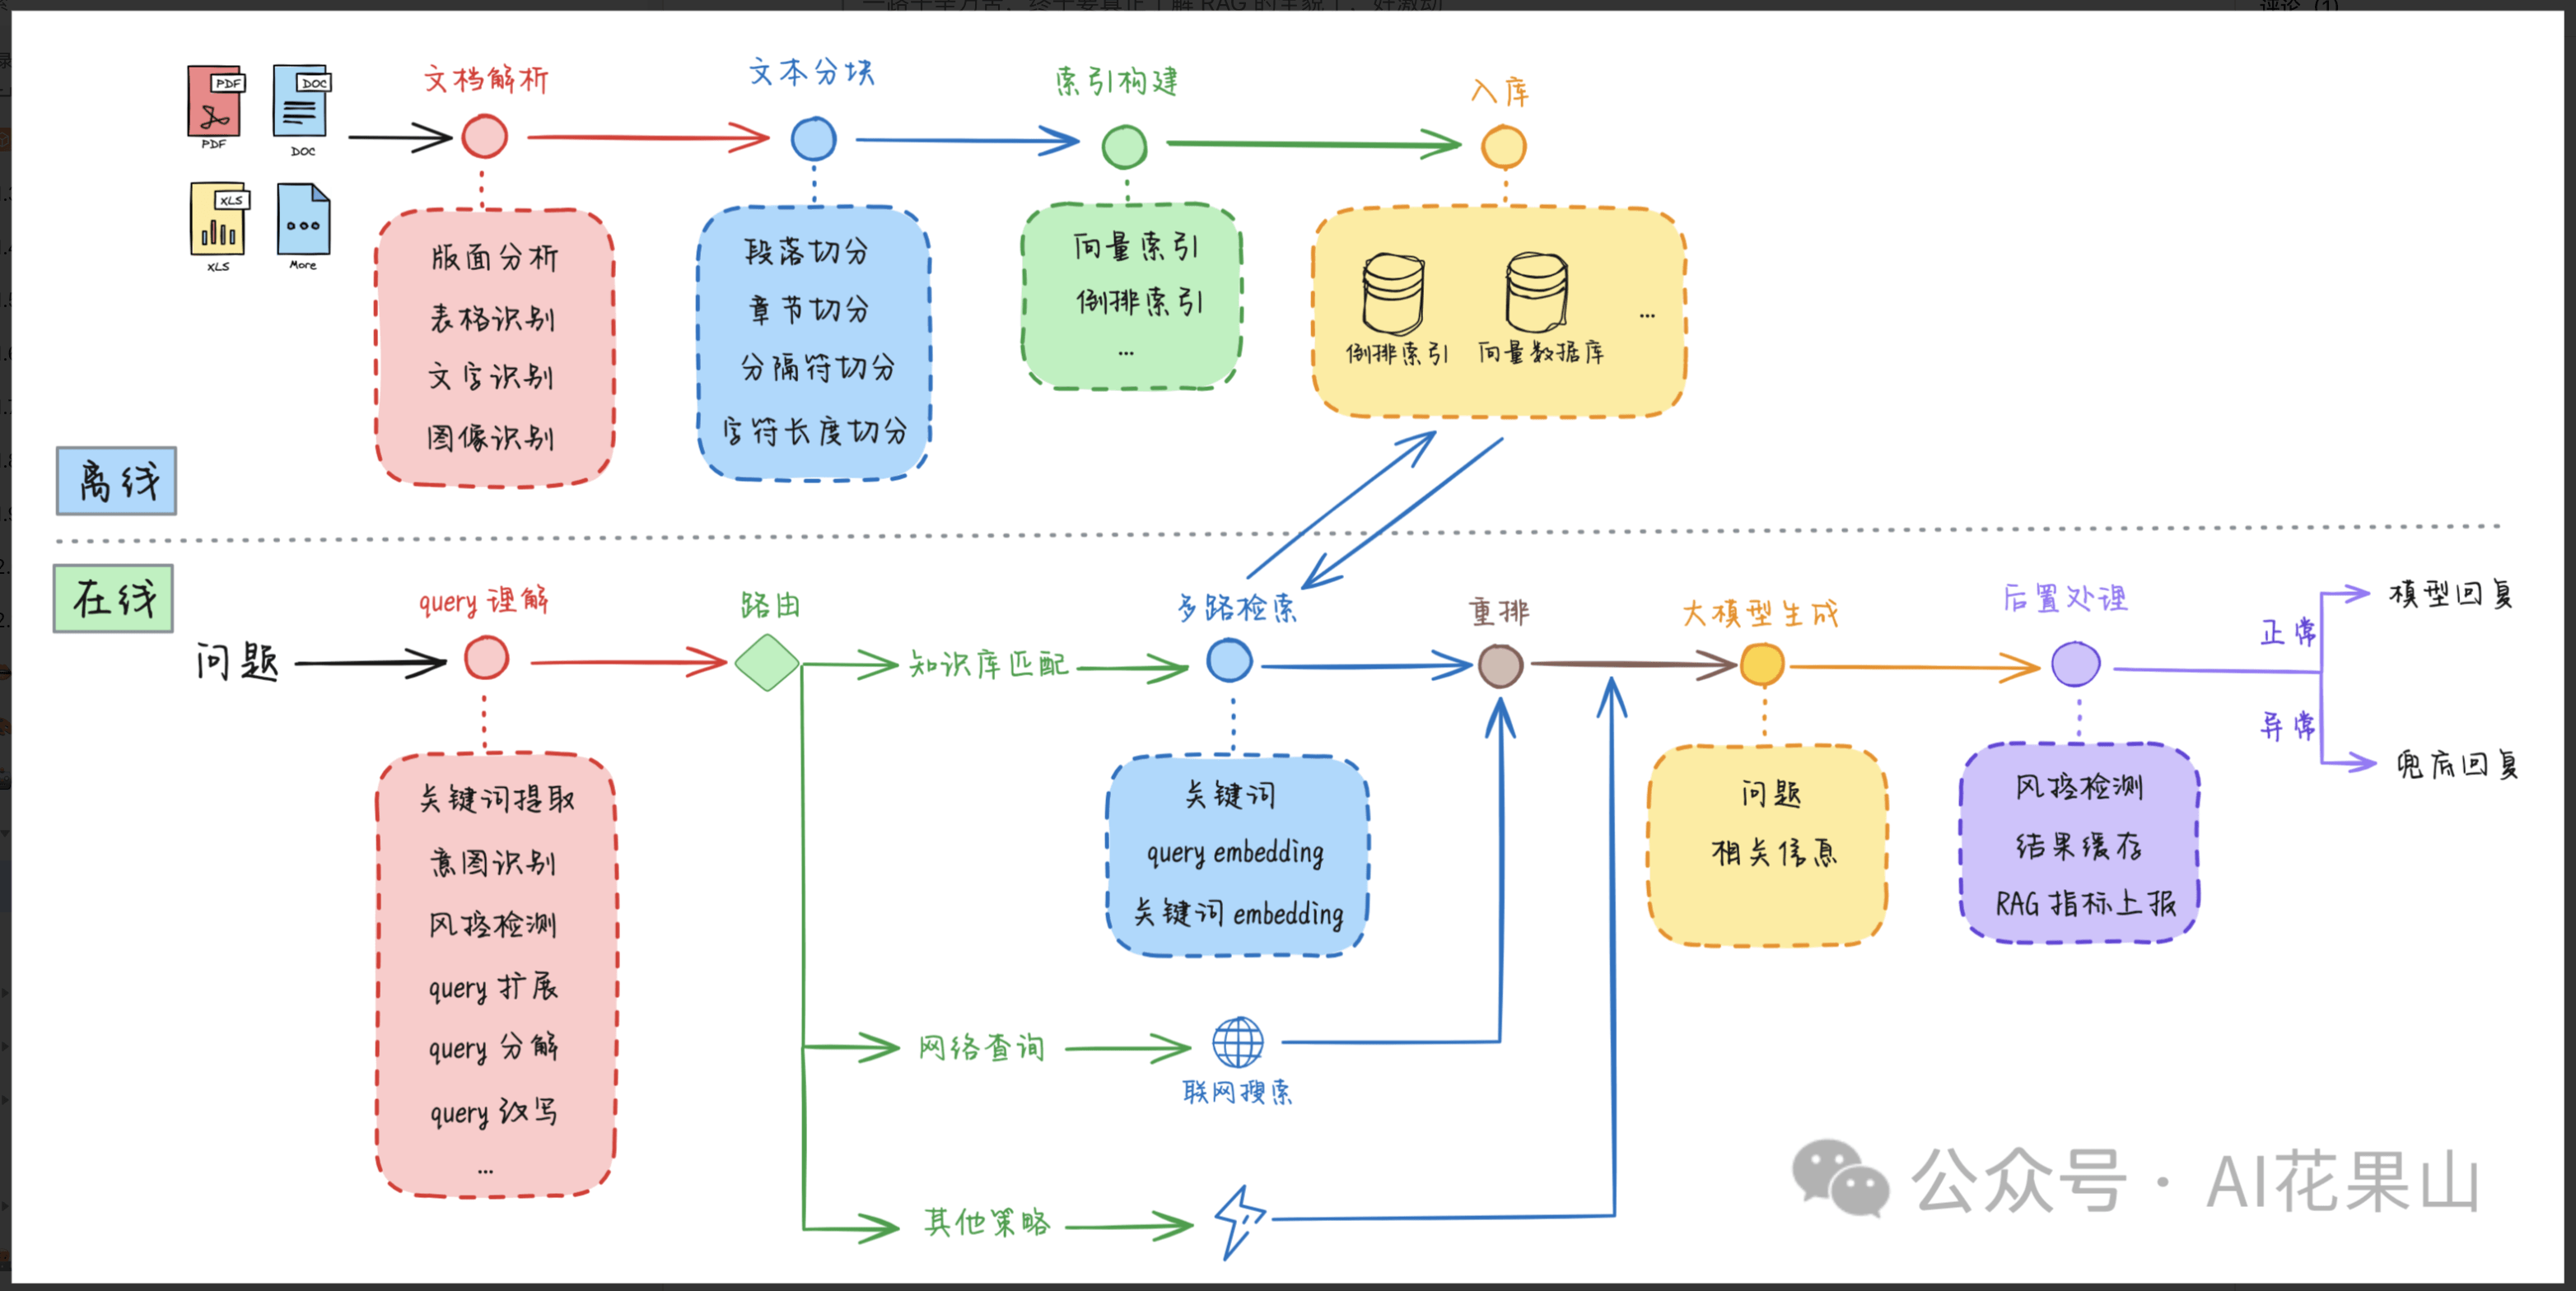 评论 (1)
文档解析
文本分块
索引构建
入库
PDF
DOC
PDF
DOC
XLS
XLS
More
版面分析
表格识别
文字识别
图像识别
段落切分
章节切分
分隔符切分
字符长度切分
向量索引
倒排索引
...
倒排索引
向量数据库
...
离线
在线
问题
query 理解
路由
知识库匹配
多路检索
重排
大模型生成
后置处理
正常
模型回复
异常
兜底回复
关键词提取
意图识别
风控检测
query 扩展
query 分解
query 改写
...
关键词
query embedding
关键词 embedding
问题
相关信息
风控检测
结果缓存
RAG 指标上报
网络查询
联网搜索
其他策略
公众号 · AI花果山